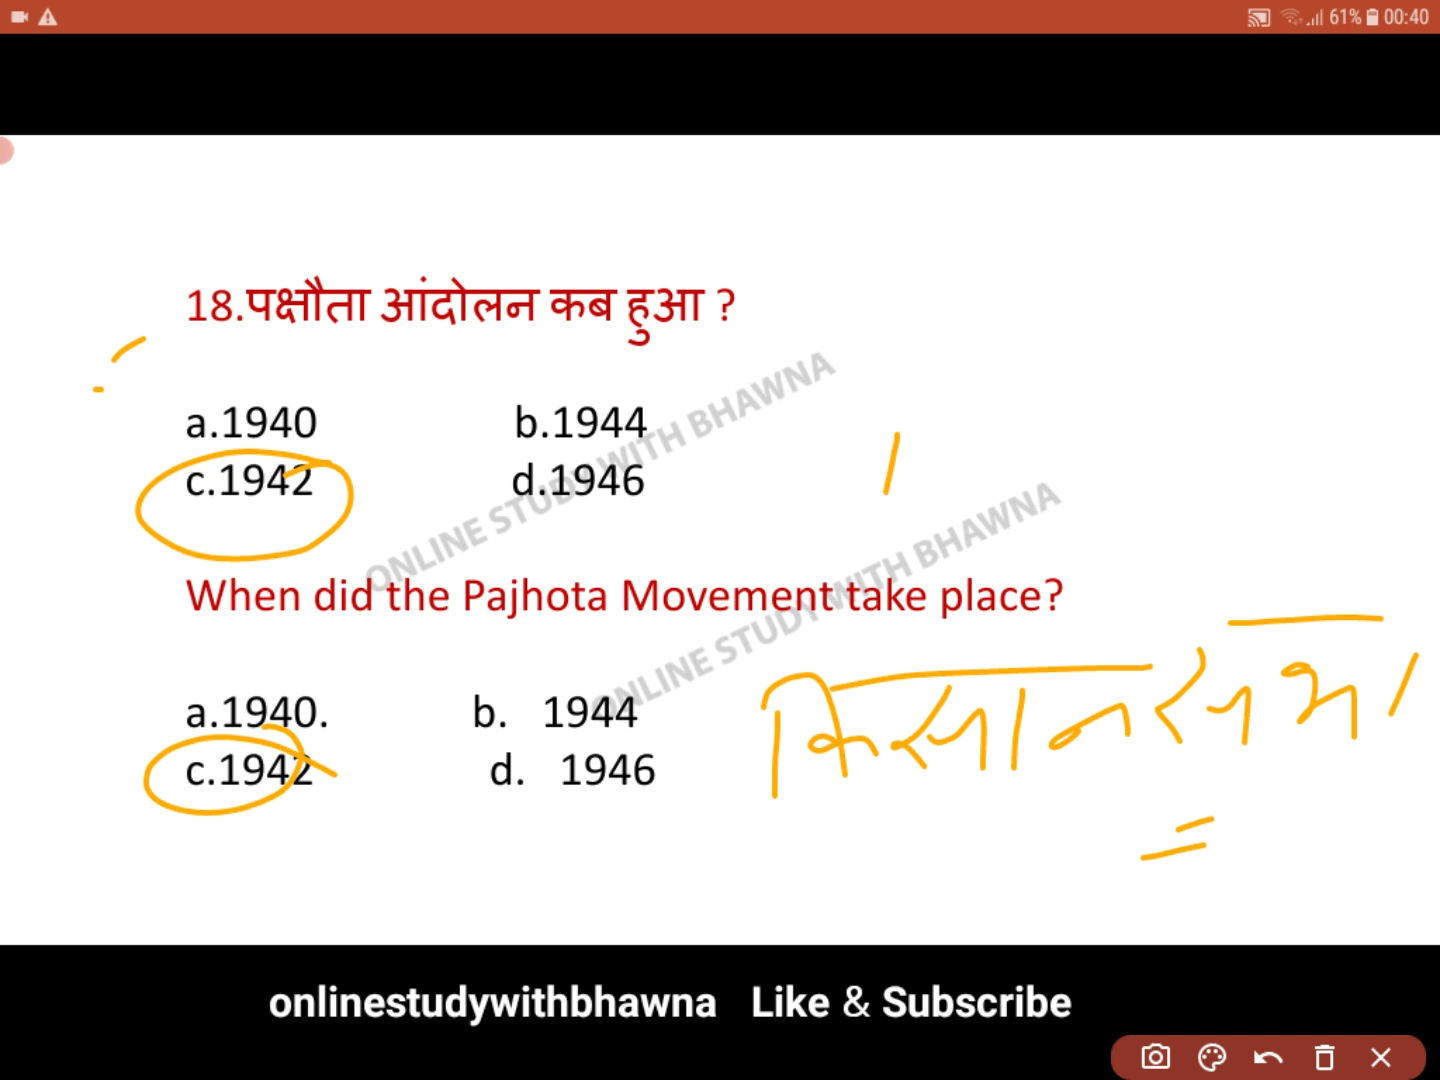 61% 00:40
18.पक्षौता आंदोलन कब हुआ ?
a.1940 b.1944
c.1942 d.1946
ONLINE STUDY WITH BHAWNA
When did the Pajhota Movement take place?
ONLINE STUDY WITH BHAWNA
a.1940. b. 1944
c.1942 d. 1946
किसान सभा
onlinestudywithbhawna Like & Subscribe